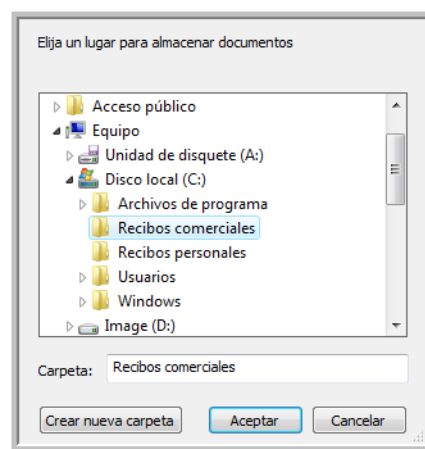 Elija un lugar para almacenar documentos
Acceso público
Equipo
Unidad de disquete (A:)
Disco local (C:)
Archivos de programa
Recibos comerciales
Recibos personales
Usuarios
Windows
Image (D:)
Carpeta: Recibos comerciales
Crear nueva carpeta Aceptar Cancelar